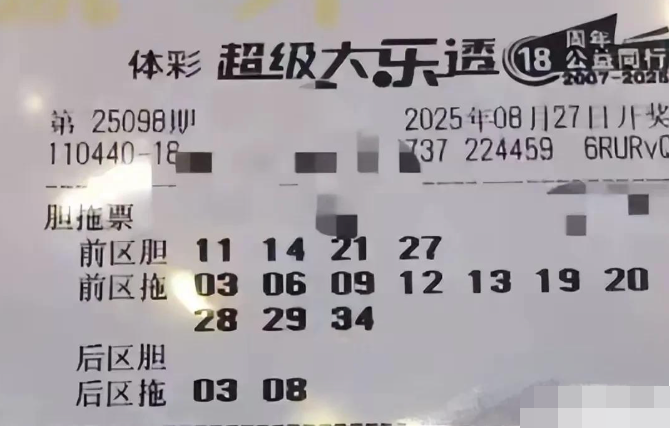 体彩 超级大乐透 18 周年 公益同行 2007-2025
第 25098期 2025年08月27日开奖
110440-18 737 224459 6RURvQ
胆拖票
前区胆 11 14 21 27
前区拖 03 06 09 12 13 19 20
28 29 34
后区胆
后区拖 03 08